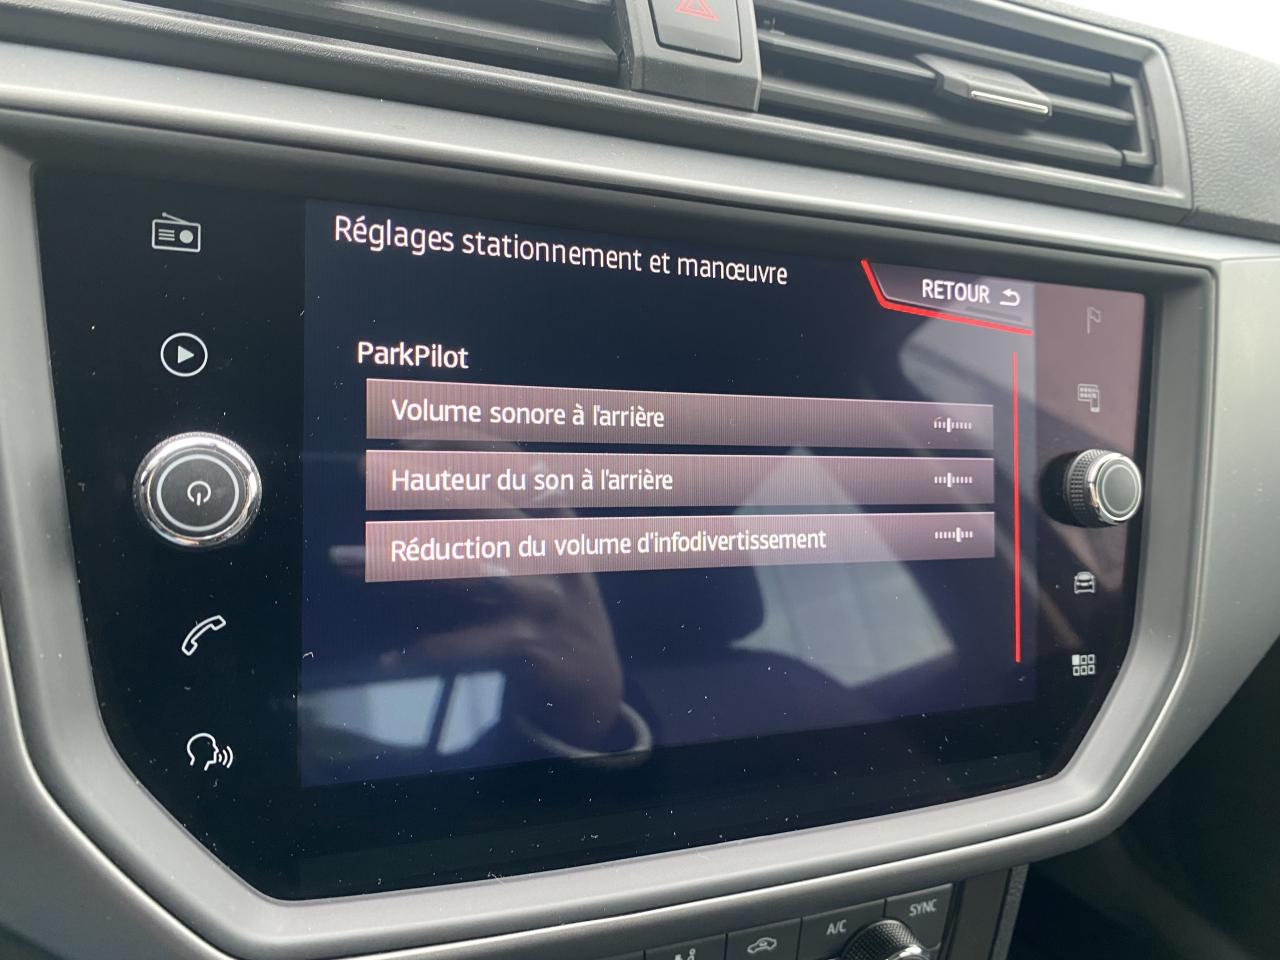 Réglages stationnement et manœuvre
RETOUR
ParkPilot
Volume sonore à l'arrière
Hauteur du son à l'arrière
Réduction du volume d'infodivertissement
A/C
SYNC